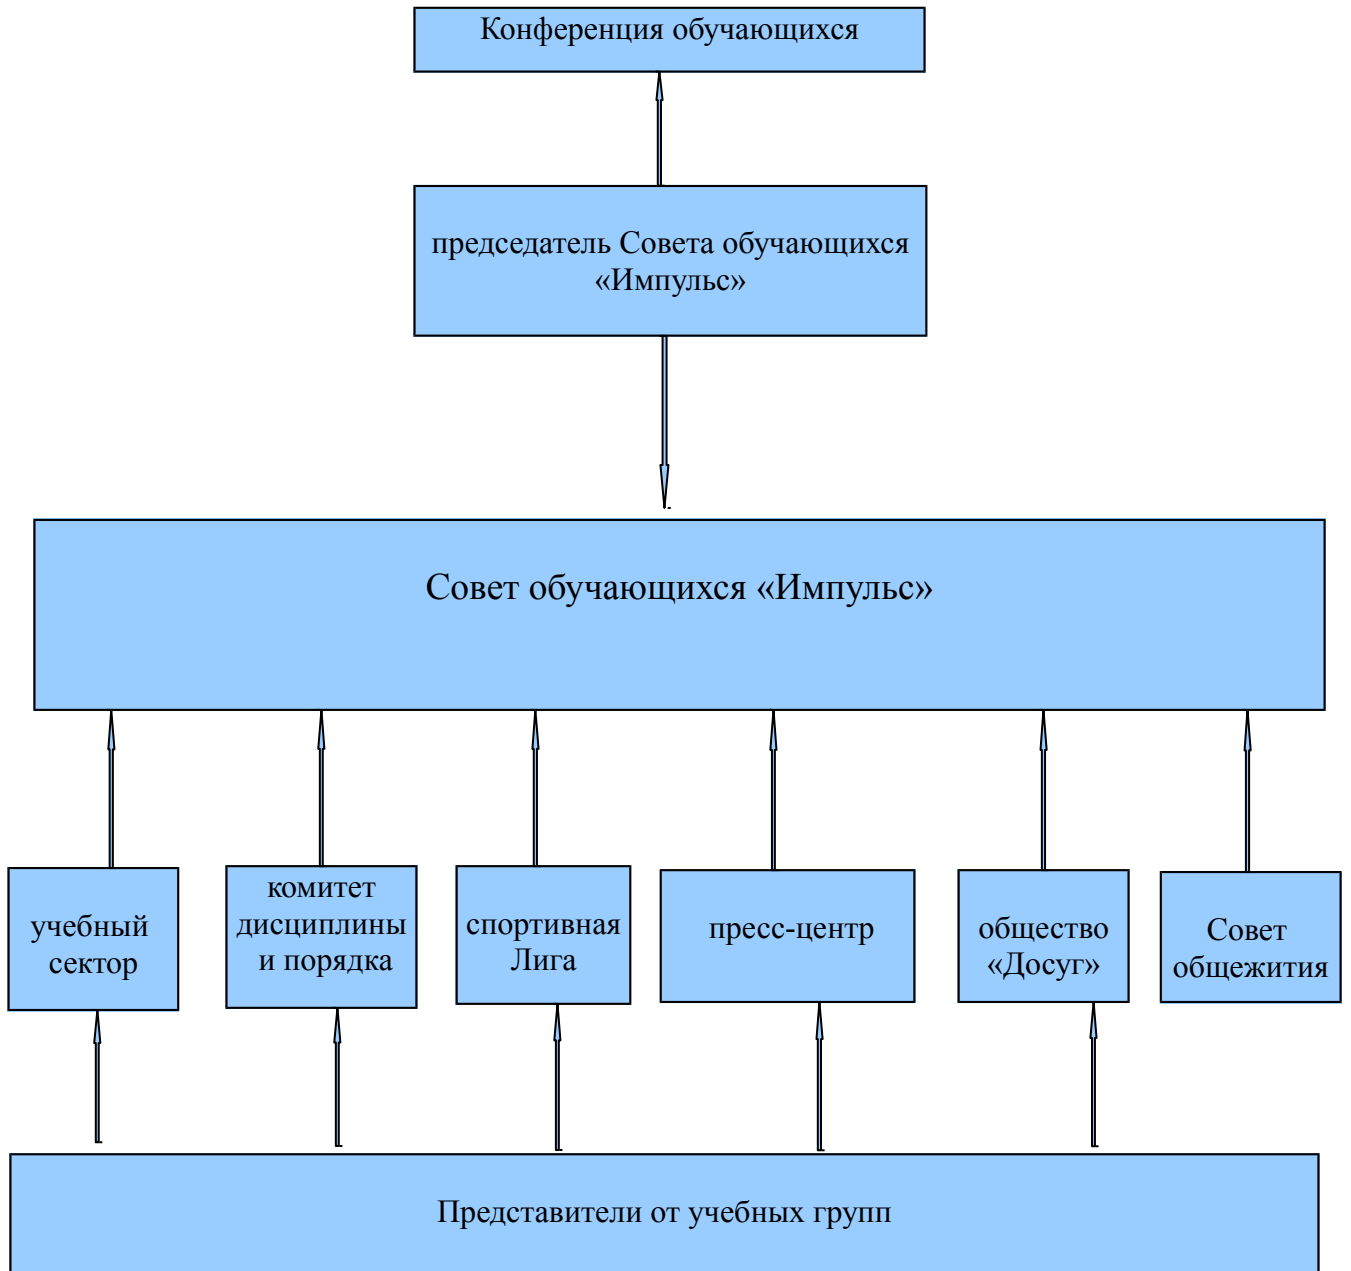 Конференция обучающихся
председатель Совета обучающихся
«Импульс»
Совет обучающихся «Импульс»
учебный
сектор
комитет
дисциплины
и порядка
спортивная
Лига
пресс-центр
общество
«Досуг»
Совет
общежития
Представители от учебных групп